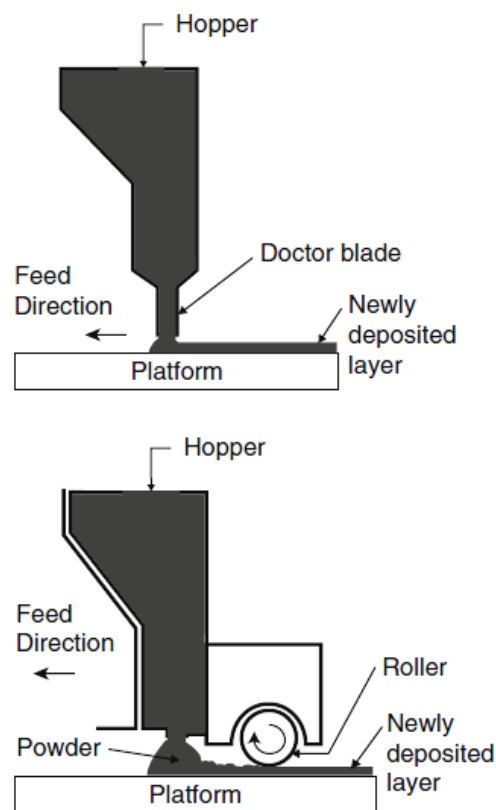 Hopper
Doctor blade
Feed
Direction
Newly
deposited
layer
Platform
Hopper
Feed
Direction
Roller
Powder
Newly
deposited
layer
Platform